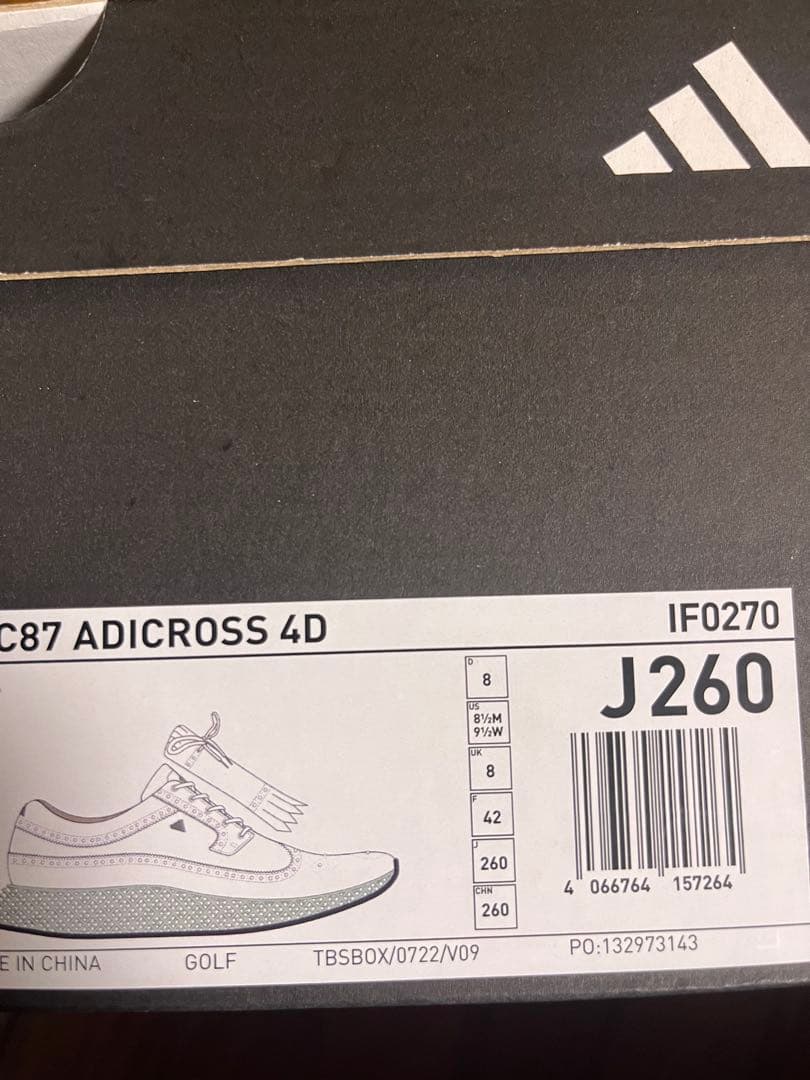 C87 ADICROSS 4D
IF0270
J260
D
8
US
8½M
9½W
UK
8
F
42
J
260
CHN
260
4 066764 157264
E IN CHINA
GOLF
TBSBOX/0722/V09
PO:132973143